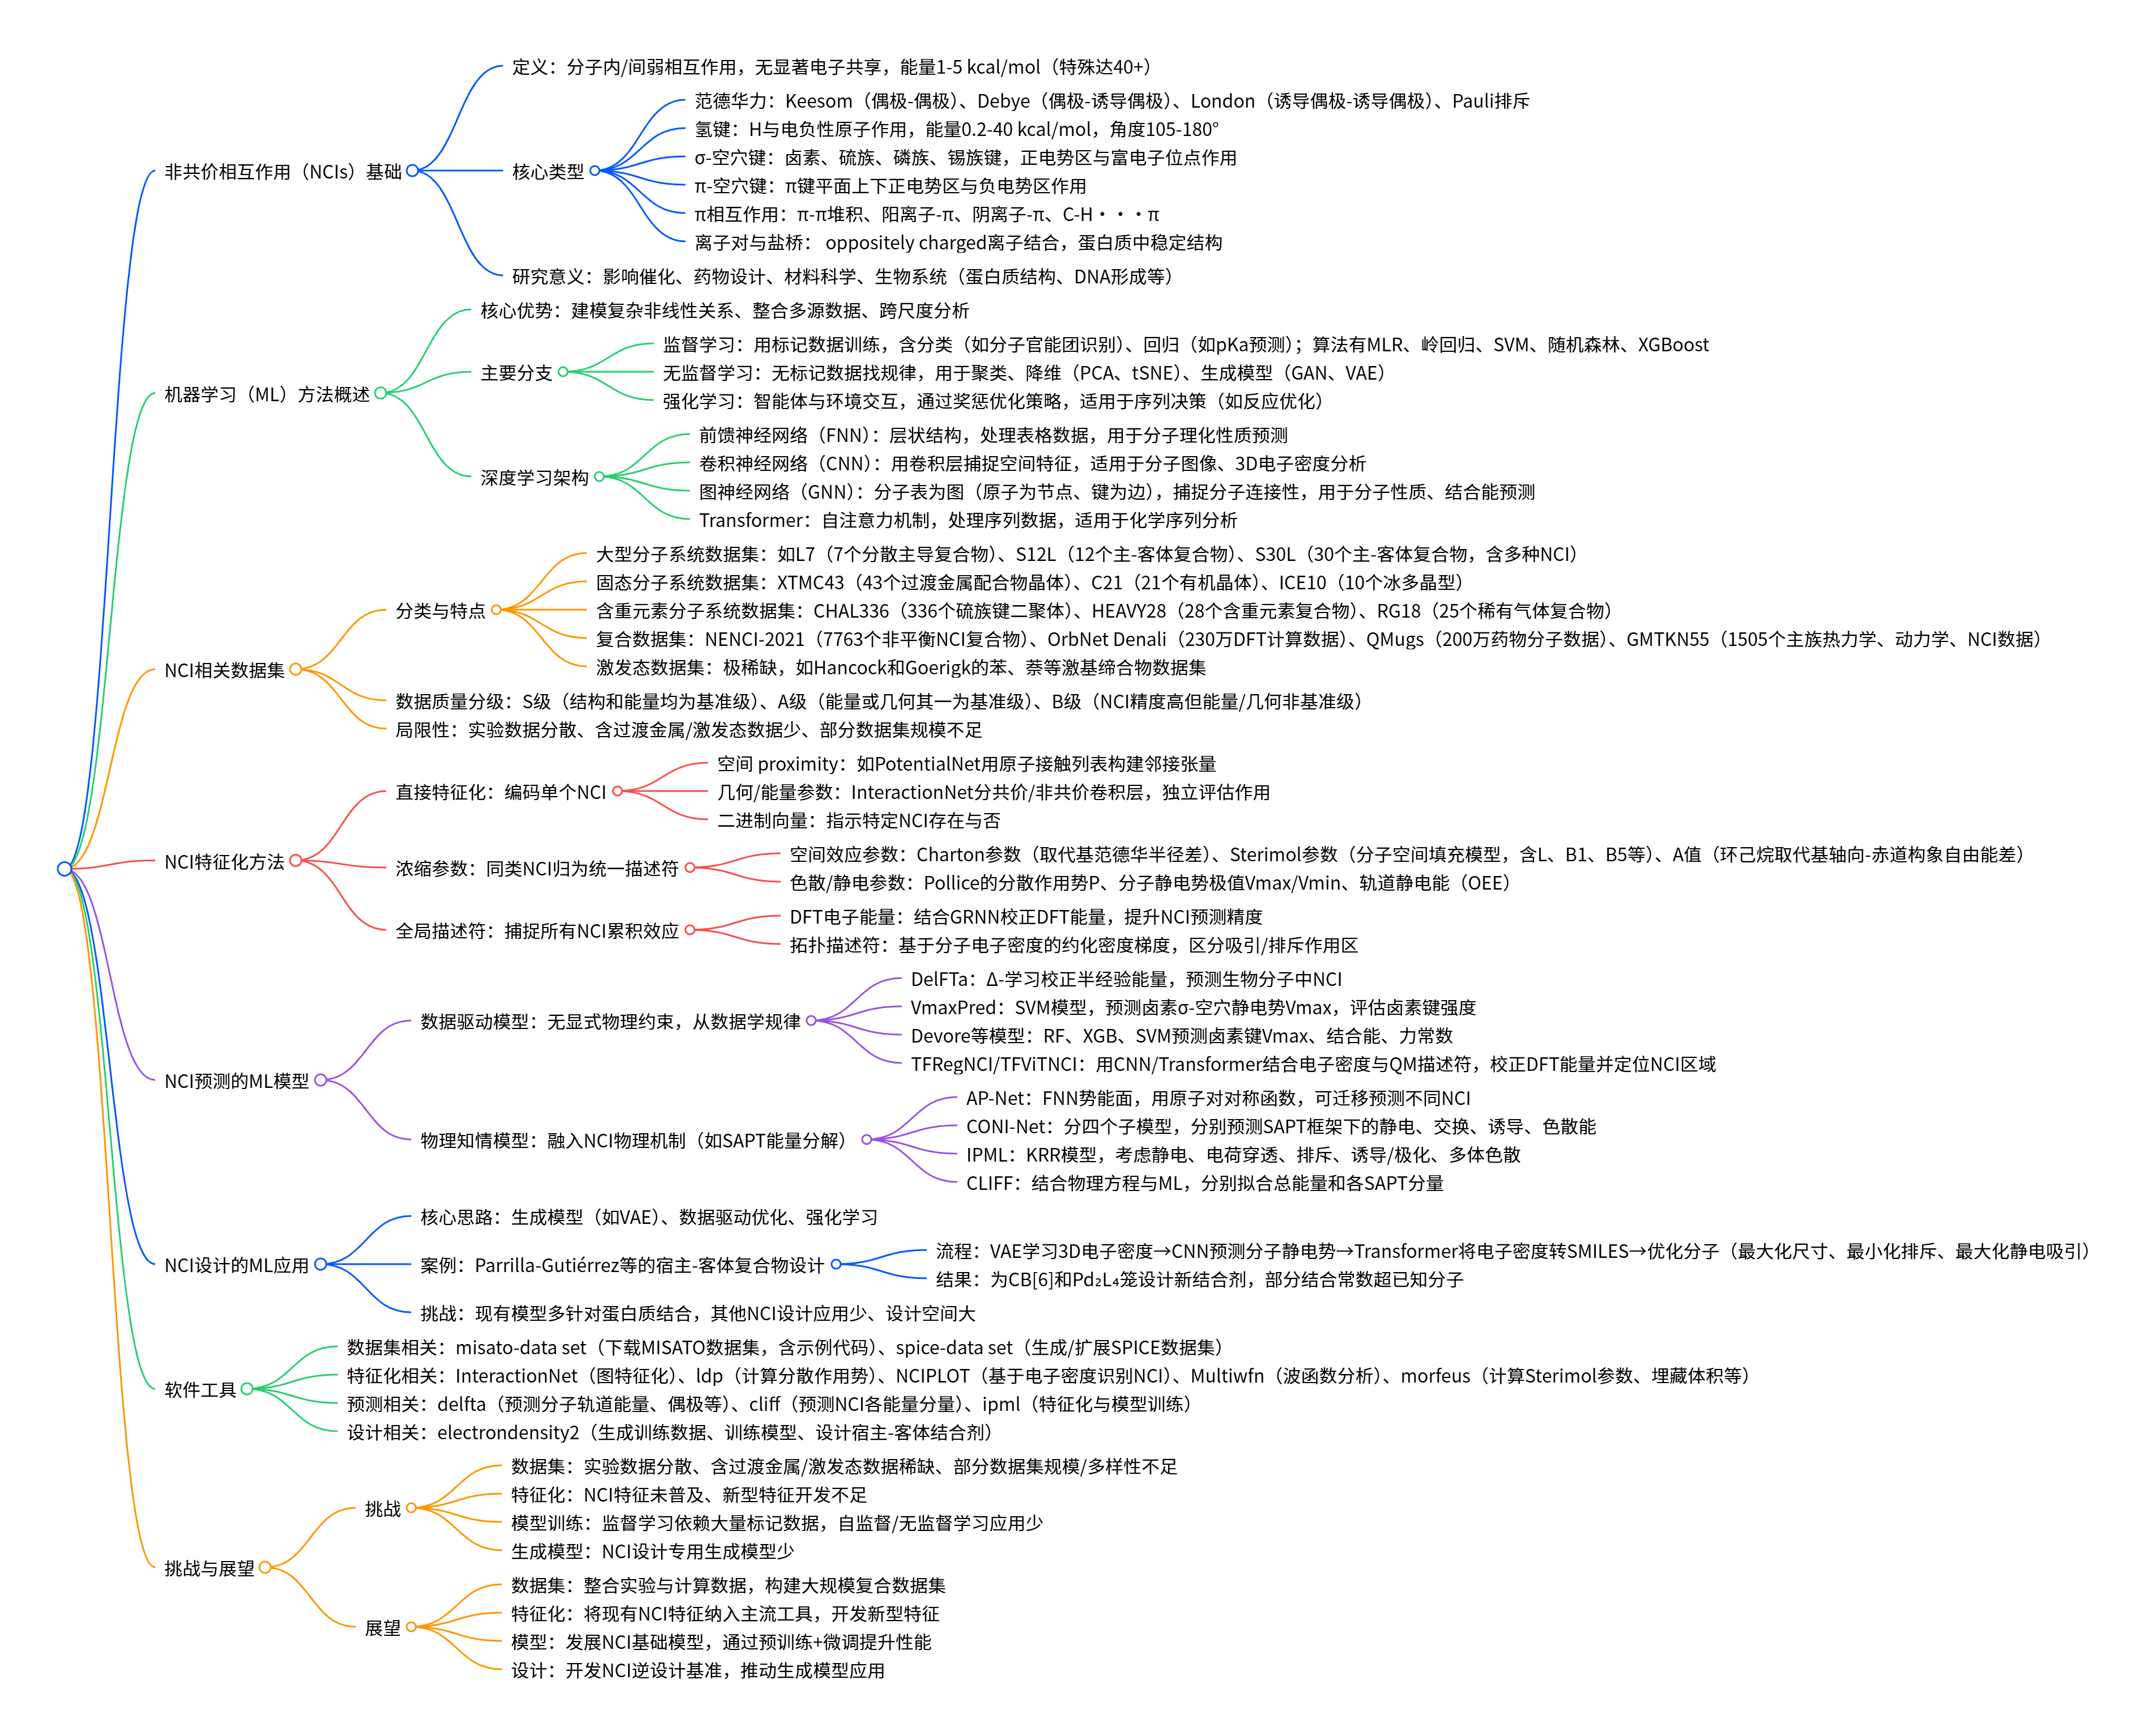 定义：分子内/间弱相互作用，无显著电子共享，能量1-5 kcal/mol（特殊达40+）
范德华力：Keesom（偶极-偶极）、Debye（偶极-诱导偶极）、London（诱导偶极-诱导偶极）、Pauli排斥
氢键：H与电负性原子作用，能量0.2-40 kcal/mol，角度105-180°
σ-空穴键：卤素、硫族、磷族、锡族键，正电势区与富电子位点作用
非共价相互作用（NCIs）基础
核心类型
π-空穴键：π键平面上下正电势区与负电势区作用
π相互作用：π-π堆积、阳离子-π、阴离子-π、C-H・・・π
离子对与盐桥： oppositely charged离子结合，蛋白质中稳定结构
研究意义：影响催化、药物设计、材料科学、生物系统（蛋白质结构、DNA形成等）
核心优势：建模复杂非线性关系、整合多源数据、跨尺度分析
监督学习：用标记数据训练，含分类（如分子官能团识别）、回归（如pKa预测）；算法有MLR、岭回归、SVM、随机森林、XGBoost
主要分支
无监督学习：无标记数据找规律，用于聚类、降维（PCA、tSNE）、生成模型（GAN、VAE）
机器学习（ML）方法概述
强化学习：智能体与环境交互，通过奖惩优化策略，适用于序列决策（如反应优化）
前馈神经网络（FNN）：层状结构，处理表格数据，用于分子理化性质预测
卷积神经网络（CNN）：用卷积层捕捉空间特征，适用于分子图像、3D电子密度分析
深度学习架构
图神经网络（GNN）：分子表为图（原子为节点、键为边），捕捉分子连接性，用于分子性质、结合能预测
Transformer：自注意力机制，处理序列数据，适用于化学序列分析
大型分子系统数据集：如L7（7个分散主导复合物）、S12L（12个主-客体复合物）、S30L（30个主-客体复合物，含多种NCI）
固态分子系统数据集：XTMC43（43个过渡金属配合物晶体）、C21（21个有机晶体）、ICE10（10个冰多晶型）
分类与特点
含重元素分子系统数据集：CHAL336（336个硫族键二聚体）、HEAVY28（28个含重元素复合物）、RG18（25个稀有气体复合物）
复合数据集：NENCI-2021（7763个非平衡NCI复合物）、OrbNet Denali（230万DFT计算数据）、QMugs（200万药物分子数据）、GMTKN55（1505个主族热力学、动力学、NCI数据）
NCI相关数据集
激发态数据集：极稀缺，如Hancock和Goerigk的苯、萘等激基缔合物数据集
数据质量分级：S级（结构和能量均为基准级）、A级（能量或几何其一为基准级）、B级（NCI精度高但能量/几何非基准级）
局限性：实验数据分散、含过渡金属/激发态数据少、部分数据集规模不足
空间 proximity：如PotentialNet用原子接触列表构建邻接张量
直接特征化：编码单个NCI
几何/能量参数：InteractionNet分共价/非共价卷积层，独立评估作用
二进制向量：指示特定NCI存在与否
NCI特征化方法
浓缩参数：同类NCI归为统一描述符
空间效应参数：Charton参数（取代基范德华半径差）、Sterimol参数（分子空间填充模型，含L、B1、B5等）、A值（环己烷取代基轴向-赤道构象自由能差）
色散/静电参数：Pollice的分散作用势P、分子静电势极值Vmax/Vmin、轨道静电能（OEE）
全局描述符：捕捉所有NCI累积效应
DFT电子能量：结合GRNN校正DFT能量，提升NCI预测精度
拓扑描述符：基于分子电子密度的约化密度梯度，区分吸引/排斥作用区
DelFTa：Δ-学习校正半经验能量，预测生物分子中NCI
VmaxPred：SVM模型，预测卤素σ-空穴静电势Vmax，评估卤素键强度
数据驱动模型：无显式物理约束，从数据学规律
Devore等模型：RF、XGB、SVM预测卤素键Vmax、结合能、力常数
TFRegNCI/TFViTNCI：用CNN/Transformer结合电子密度与QM描述符，校正DFT能量并定位NCI区域
NCI预测的ML模型
AP-Net：FNN势能面，用原子对对称函数，可迁移预测不同NCI
CONI-Net：分四个子模型，分别预测SAPT框架下的静电、交换、诱导、色散能
物理知情模型：融入NCI物理机制（如SAPT能量分解）
IPML：KRR模型，考虑静电、电荷穿透、排斥、诱导/极化、多体色散
CLIFF：结合物理方程与ML，分别拟合总能量和各SAPT分量
核心思路：生成模型（如VAE）、数据驱动优化、强化学习
NCI设计的ML应用
案例：Parrilla-Gutiérrez等的宿主-客体复合物设计
流程：VAE学习3D电子密度→CNN预测分子静电势→Transformer将电子密度转SMILES→优化分子（最大化尺寸、最小化排斥、最大化静电吸引）
结果：为CB[6]和Pd₂L₄笼设计新结合剂，部分结合常数超已知分子
挑战：现有模型多针对蛋白质结合，其他NCI设计应用少、设计空间大
数据集相关：misato-data set（下载MISATO数据集，含示例代码）、spice-data set（生成/扩展SPICE数据集）
软件工具
特征化相关：InteractionNet（图特征化）、ldp（计算分散作用势）、NCIPLOT（基于电子密度识别NCI）、Multiwfn（波函数分析）、morfeus（计算Sterimol参数、埋藏体积等）
预测相关：delfta（预测分子轨道能量、偶极等）、cliff（预测NCI各能量分量）、ipml（特征化与模型训练）
设计相关：electrondensity2（生成训练数据、训练模型、设计宿主-客体结合剂）
数据集：实验数据分散、含过渡金属/激发态数据稀缺、部分数据集规模/多样性不足
挑战
特征化：NCI特征未普及、新型特征开发不足
模型训练：监督学习依赖大量标记数据，自监督/无监督学习应用少
生成模型：NCI设计专用生成模型少
挑战与展望
数据集：整合实验与计算数据，构建大规模复合数据集
特征化：将现有NCI特征纳入主流工具，开发新型特征
展望
模型：发展NCI基础模型，通过预训练+微调提升性能
设计：开发NCI逆设计基准，推动生成模型应用